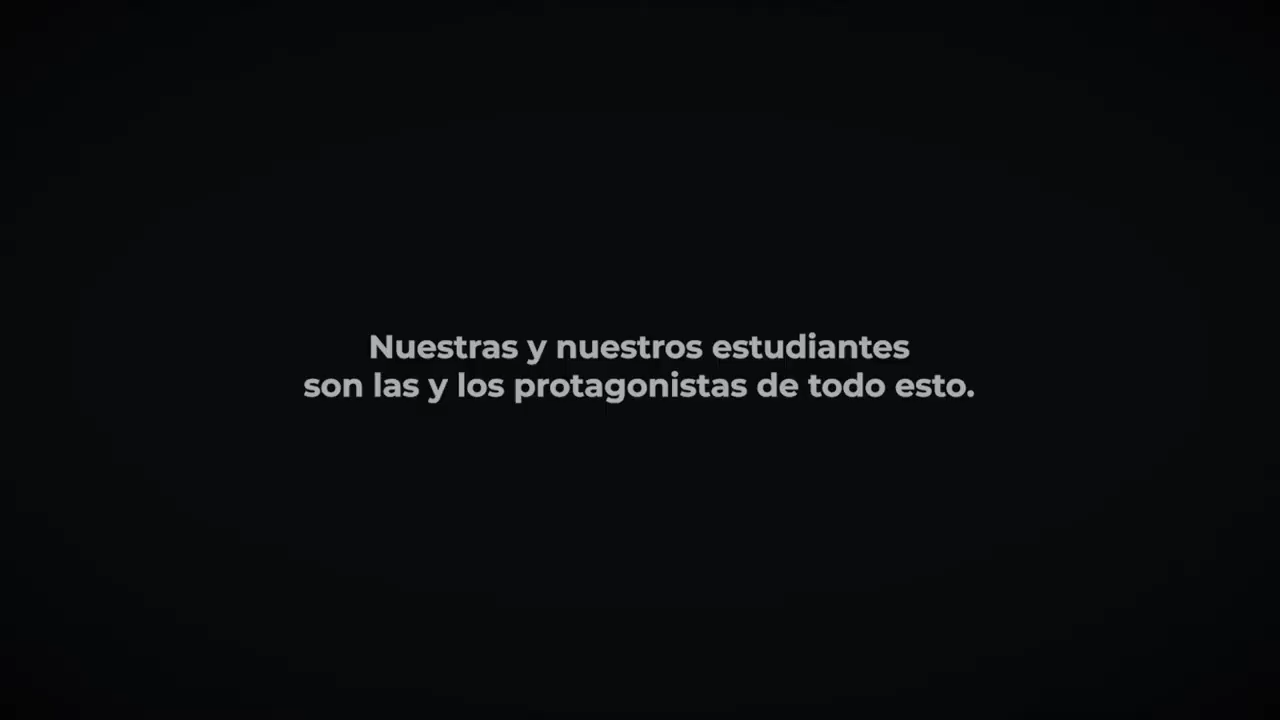 Nuestras y nuestros estudiantes
son las y los protagonistas de todo esto.